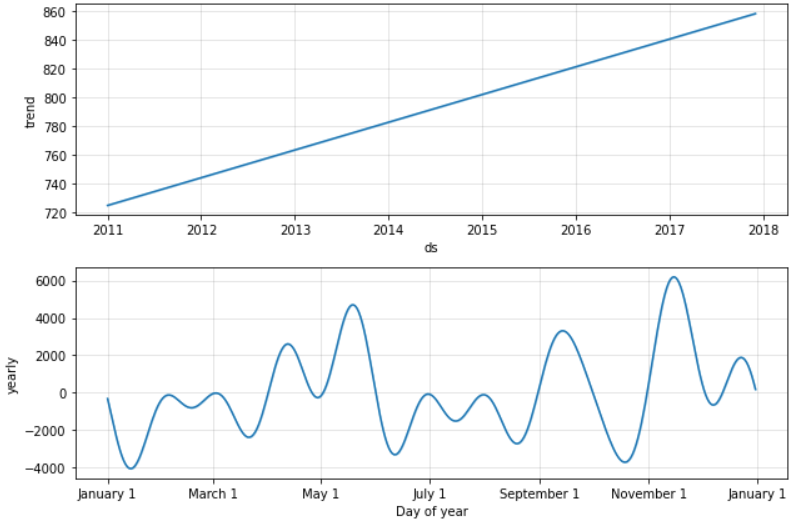 860
840
820
800
780
760
740
720
trend
2011 2012 2013 2014 2015 2016 2017 2018
ds
6000
4000
2000
0
−2000
−4000
yearly
January 1 March 1 May 1 July 1 September 1 November 1 January 1
Day of year